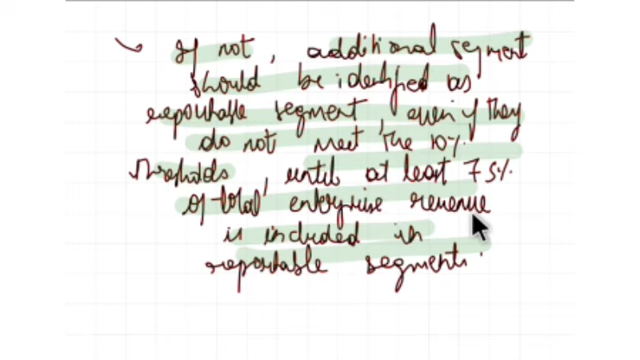 If not, additional segment
should be identified as
reportable segment, even if they
do not meet the 10%
thresholds, until at least 75%
of total enterprise revenue
is included in
reportable segments.